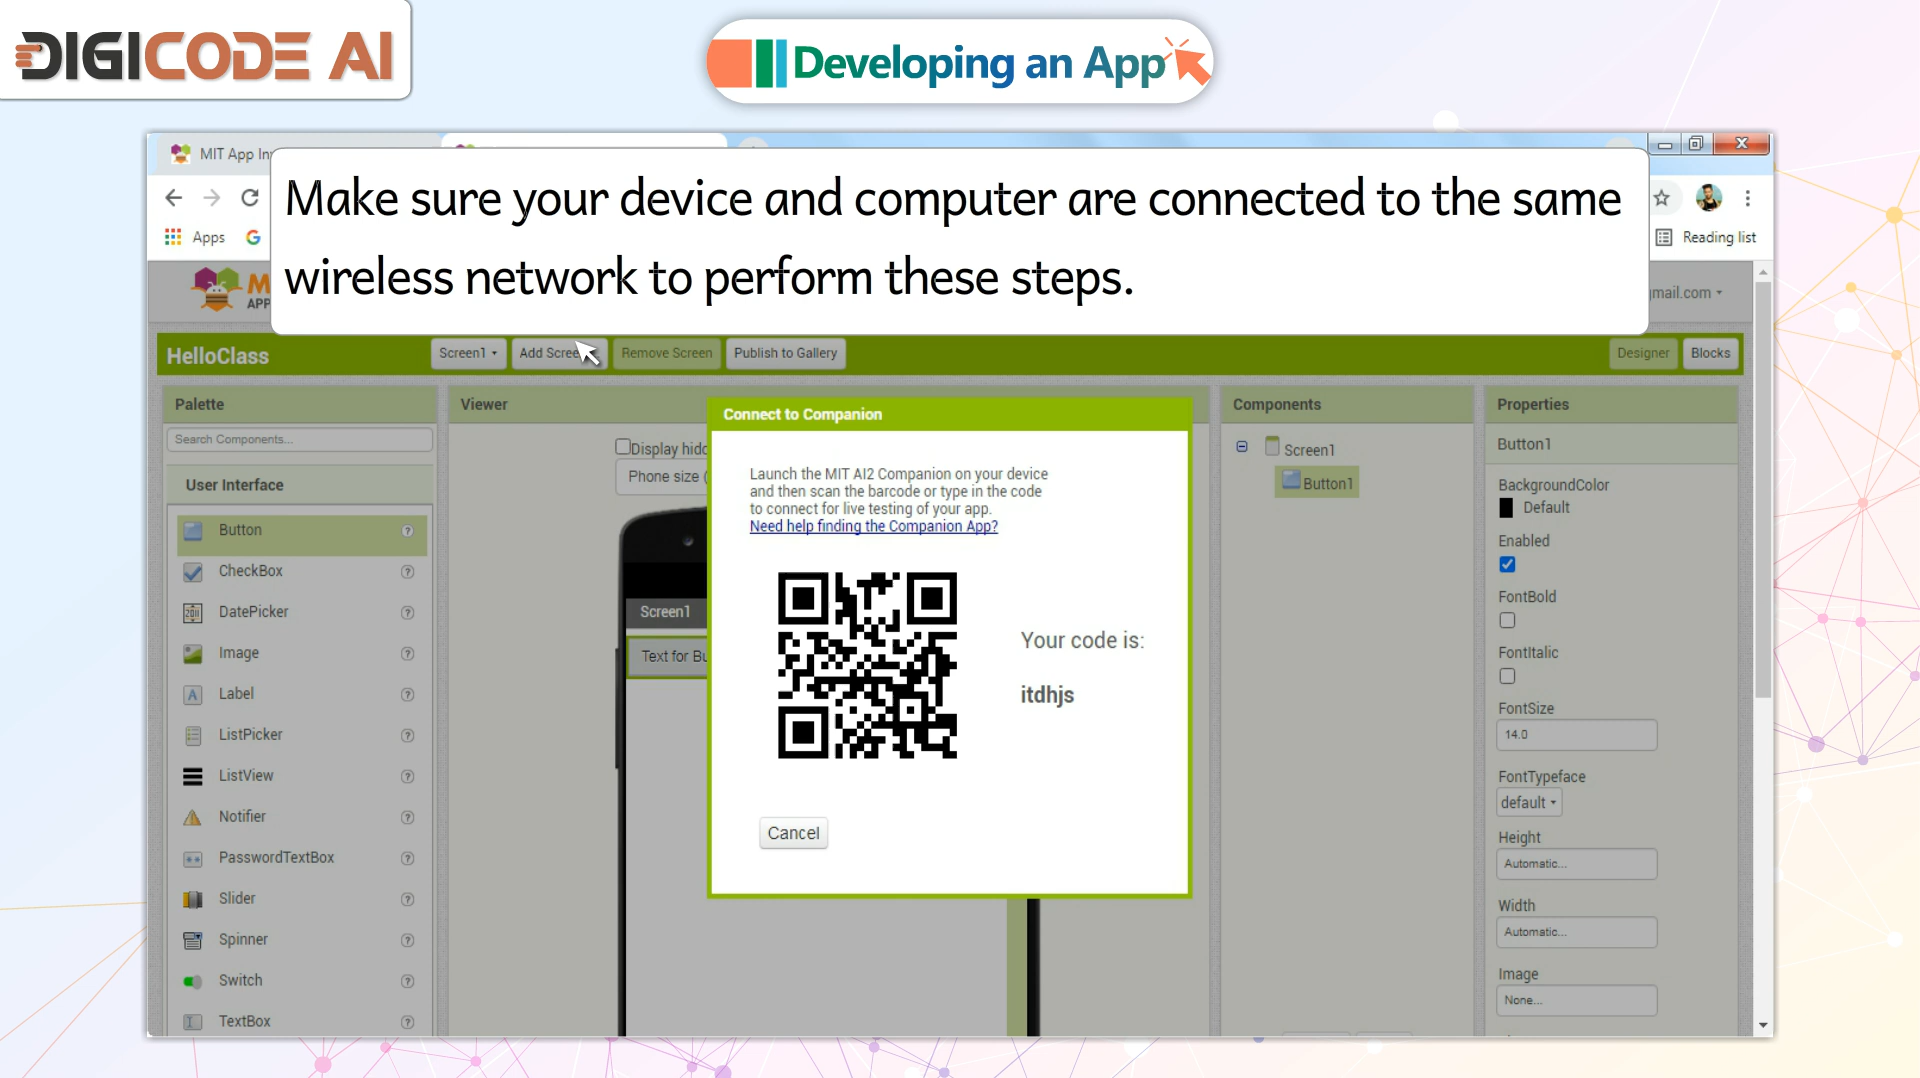 DIGICODE AI
Developing an App
MIT App In
Make sure your device and computer are connected to the same
wireless network to perform these steps.
Apps
Reading list
M
APP
gmail.com
HelloClass
Screen1
Add Scree
Remove Screen
Publish to Gallery
Designer
Blocks
Palette
Viewer
Components
Properties
Search Components...
User Interface
Button
CheckBox
DatePicker
Image
Label
ListPicker
ListView
Notifier
PasswordTextBox
Slider
Spinner
Switch
TextBox
Display hidd
Phone size (
Screen1
Text for Bu
Connect to Companion
Launch the MIT AI2 Companion on your device
and then scan the barcode or type in the code
to connect for live testing of your app.
Need help finding the Companion App?
Your code is:
itdhjs
Cancel
Screen1
Button1
Button1
BackgroundColor
Default
Enabled
FontBold
FontItalic
FontSize
14.0
FontTypeface
default
Height
Automatic...
Width
Automatic...
Image
None...